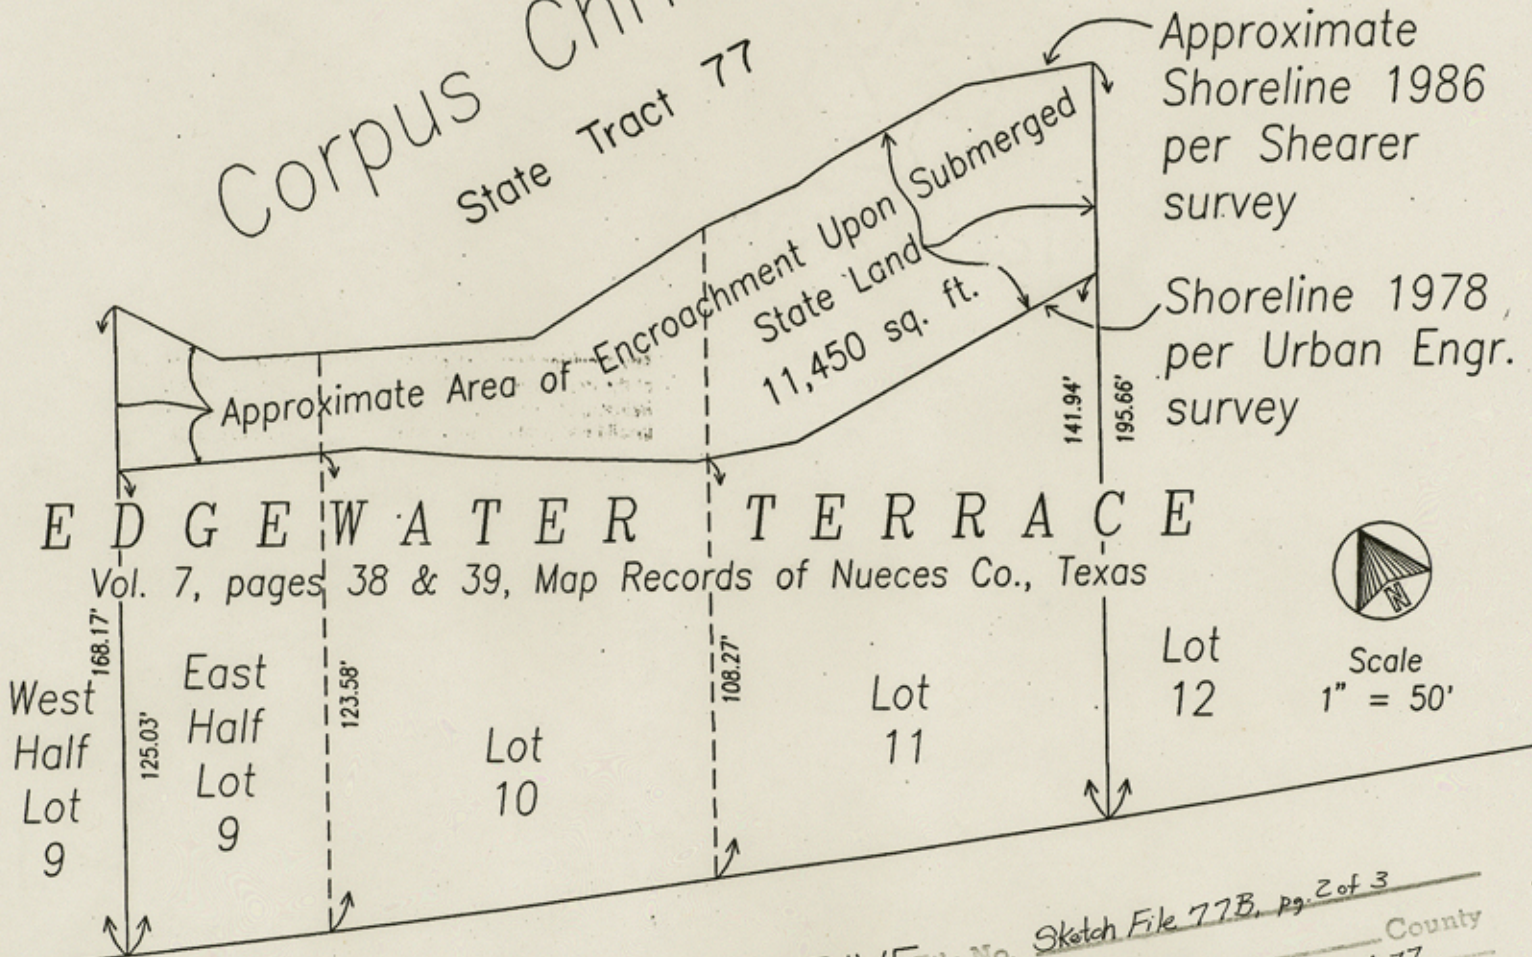 Corpus
State Tract 77
Approximate
Shoreline 1986
per Shearer
survey
Approximate Area of Encroachment Upon Submerged
State Land
11,450 sq. ft.
Shoreline 1978
per Urban Engr.
survey
141.94'
195.66'
EDGEWATER TERRACE
Vol. 7, pages 38 & 39, Map Records of Nueces Co., Texas
168.17'
125.03'
123.58'
108.27'
West
Half
Lot
9
East
Half
Lot
9
Lot
10
Lot
11
Lot
12
N
Scale
1" = 50'
Sketch File 77B, pg. 2 of 3
No.
County